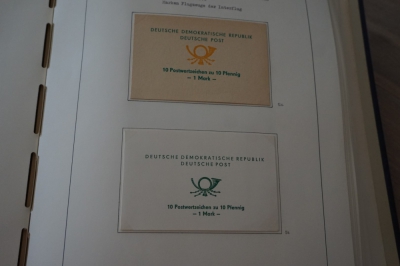 DEUTSCHE DEMOKRATISCHE REPUBLIK
DEUTSCHE POST
10 Postwertzeichen zu 10 Pfennig
– 1 Mark –
DEUTSCHE DEMOKRATISCHE REPUBLIK
DEUTSCHE POST
10 Postwertzeichen zu 10 Pfennig
– 1 Mark –